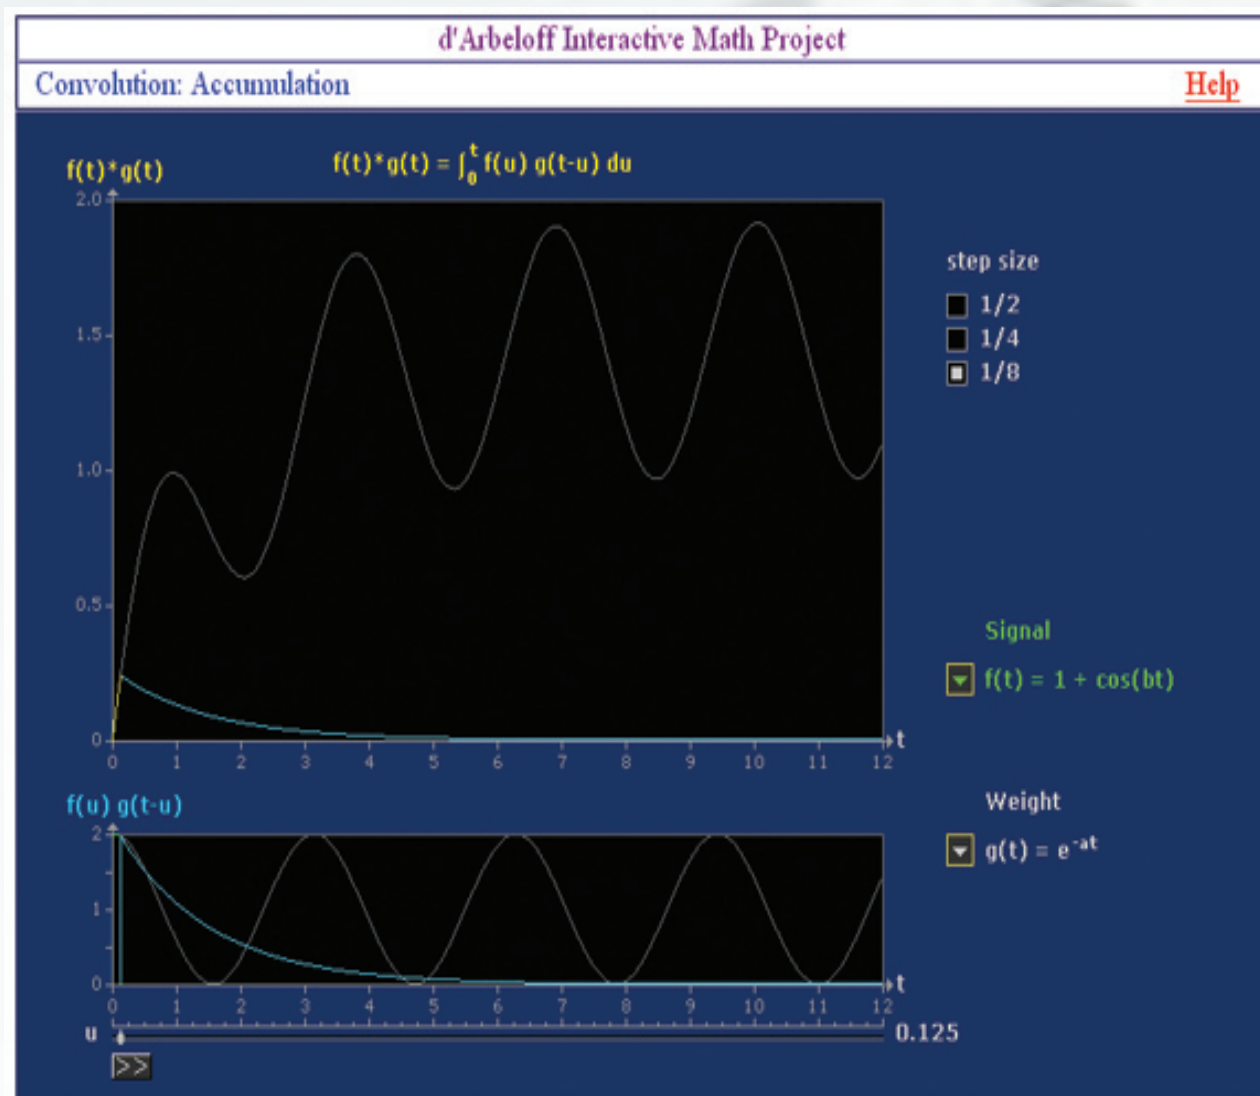 d'Arbeloff Interactive Math Project
Convolution: Accumulation
Help
f(t)*g(t)
f(t)*g(t) = ∫₀ᵗ f(u) g(t-u) du
2.0
1.5
1.0
0.5
0
0 1 2 3 4 5 6 7 8 9 10 11 12
t
step size
1/2
1/4
1/8
Signal
f(t) = 1 + cos(bt)
f(u) g(t-u)
2
1
0
0 1 2 3 4 5 6 7 8 9 10 11 12
t
Weight
g(t) = e⁻ᵃᵗ
u
0.125
>>